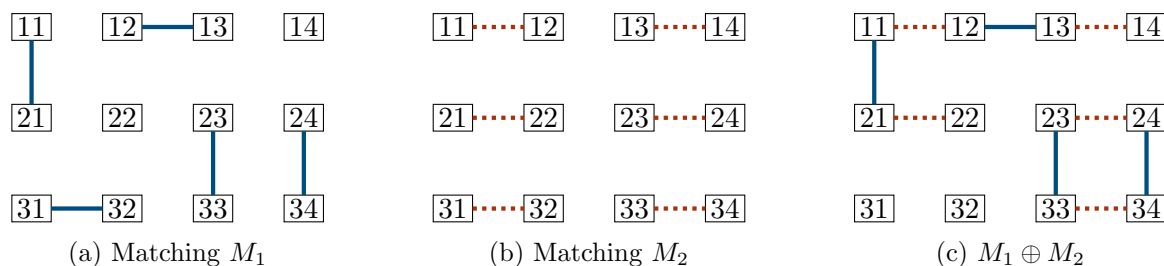 11 12 13 14 11 12 13 14 11 12 13 14
21 22 23 24 21 22 23 24 21 22 23 24
31 32 33 34 31 32 33 34 31 32 33 34
(a) Matching M₁ (b) Matching M₂ (c) M₁ ⊕ M₂